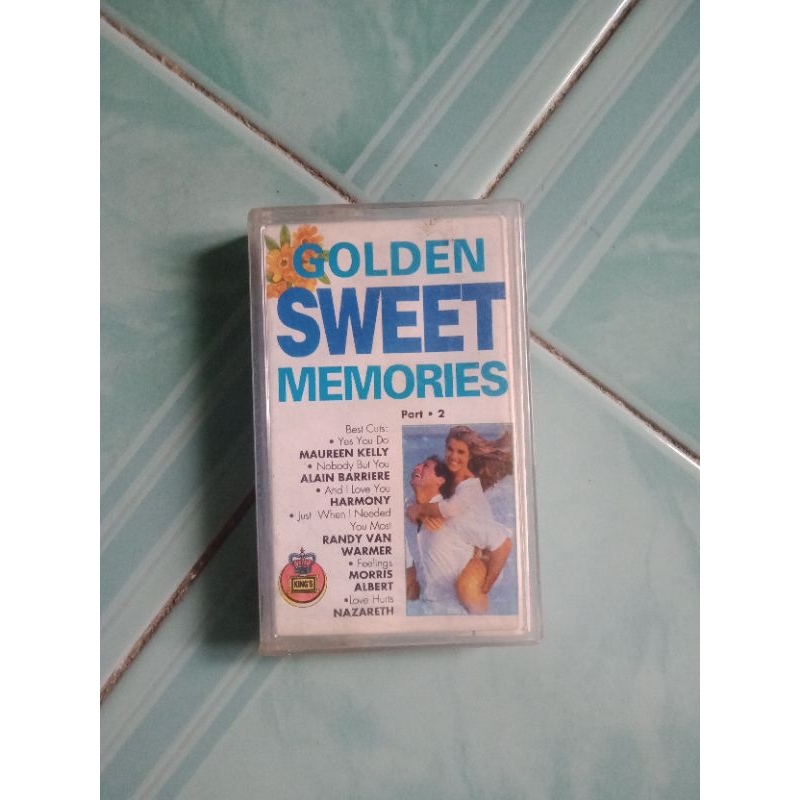 GOLDEN
SWEET
MEMORIES
Part • 2
Best Cuts:
• Yes You Do
MAUREEN KELLY
• Nobody But You
ALAIN BARRIERE
• And I Love You
HARMONY
• Just When I Needed
You Most
RANDY VAN
WARMER
• Feelings
MORRIS
ALBERT
• Love Hurts
NAZARETH
KING'S